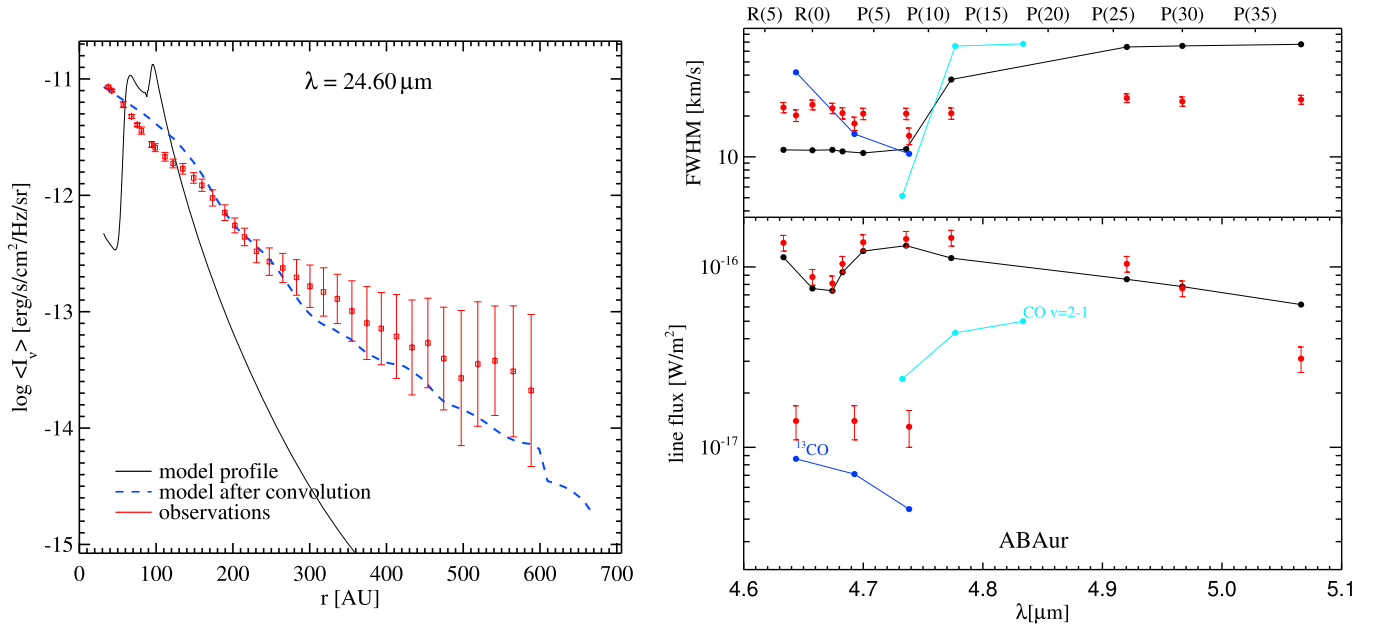 λ = 24.60 μm
log <Iν> [erg/s/cm²/Hz/sr]
-11
-12
-13
-14
-15
model profile
model after convolution
observations
0 100 200 300 400 500 600 700
r [AU]
R(5) R(0) P(5) P(10) P(15) P(20) P(25) P(30) P(35)
FWHM [km/s]
10
line flux [W/m²]
10⁻¹⁶
10⁻¹⁷
CO v=2-1
¹³CO
ABAur
4.6 4.7 4.8 4.9 5.0 5.1
λ[μm]